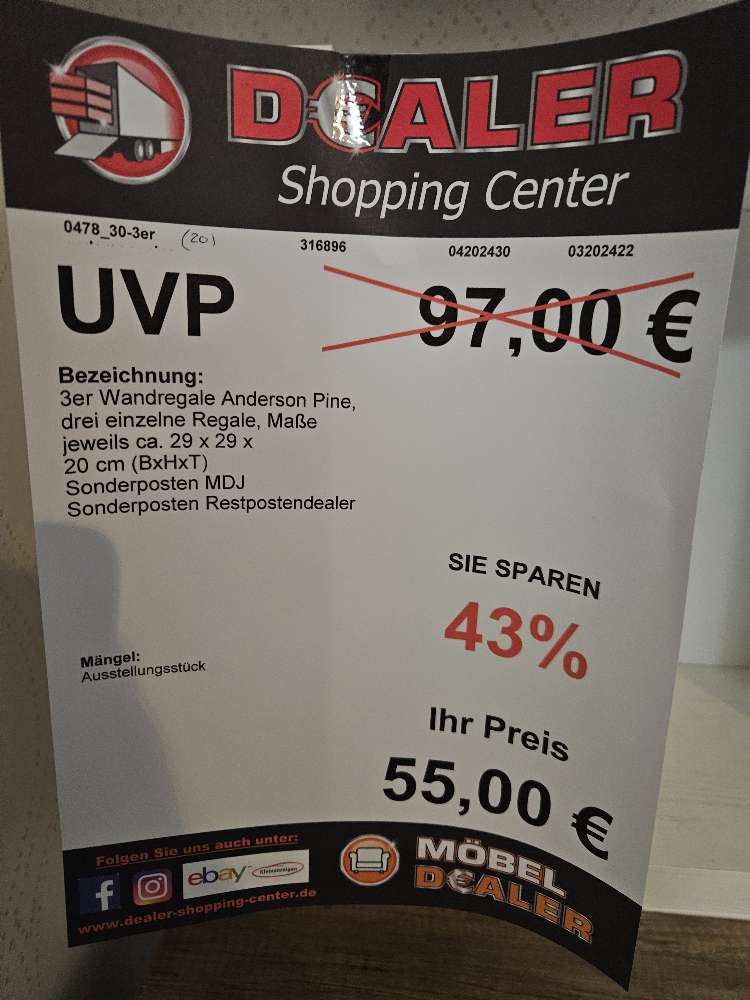 DEALER
Shopping Center
0478_30-3er (20) 316896 04202430 03202422
UVP 97,00 €
Bezeichnung:
3er Wandregale Anderson Pine,
drei einzelne Regale, Maße
jeweils ca. 29 x 29 x
20 cm (BxHxT)
Sonderposten MDJ
Sonderposten Restpostendealer
SIE SPAREN
43%
Mängel:
Ausstellungsstück
Ihr Preis
55,00 €
Folgen Sie uns auch unter:
f ebay Kleinanzeigen
www.dealer-shopping-center.de
MÖBEL
DEALER